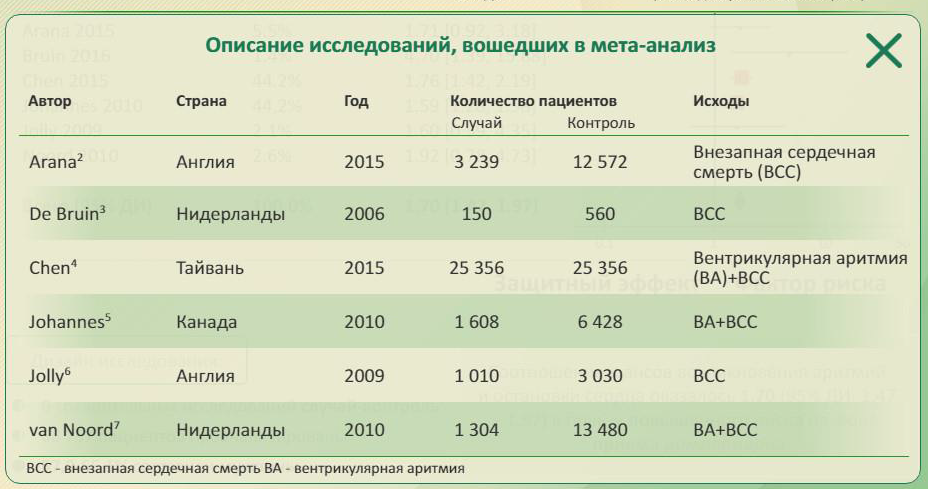 Описание исследований, вошедших в мета-анализ
Автор Страна Год Количество пациентов Исходы
Случай Контроль
Arana2 Англия 2015 3 239 12 572 Внезапная сердечная
смерть (ВСС)
De Bruin3 Нидерланды 2006 150 560 ВСС
Chen4 Тайвань 2015 25 356 25 356 Вентрикулярная аритмия
(ВА)+ВСС
Johannes5 Канада 2010 1 608 6 428 ВА+ВСС
Jolly6 Англия 2009 1 010 3 030 ВСС
van Noord7 Нидерланды 2010 1 304 13 480 ВА+ВСС
ВСС - внезапная сердечная смерть ВА - вентрикулярная аритмия